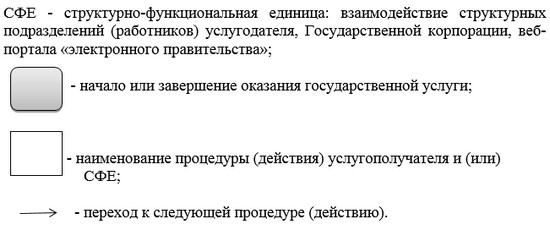 СФЕ - структурно-функциональная единица: взаимодействие структурных
подразделений (работников) услугодателя, Государственной корпорации, веб-
портала «электронного правительства»;
- начало или завершение оказания государственной услуги;
- наименование процедуры (действия) услугополучателя и (или)
СФЕ;
- переход к следующей процедуре (действию).